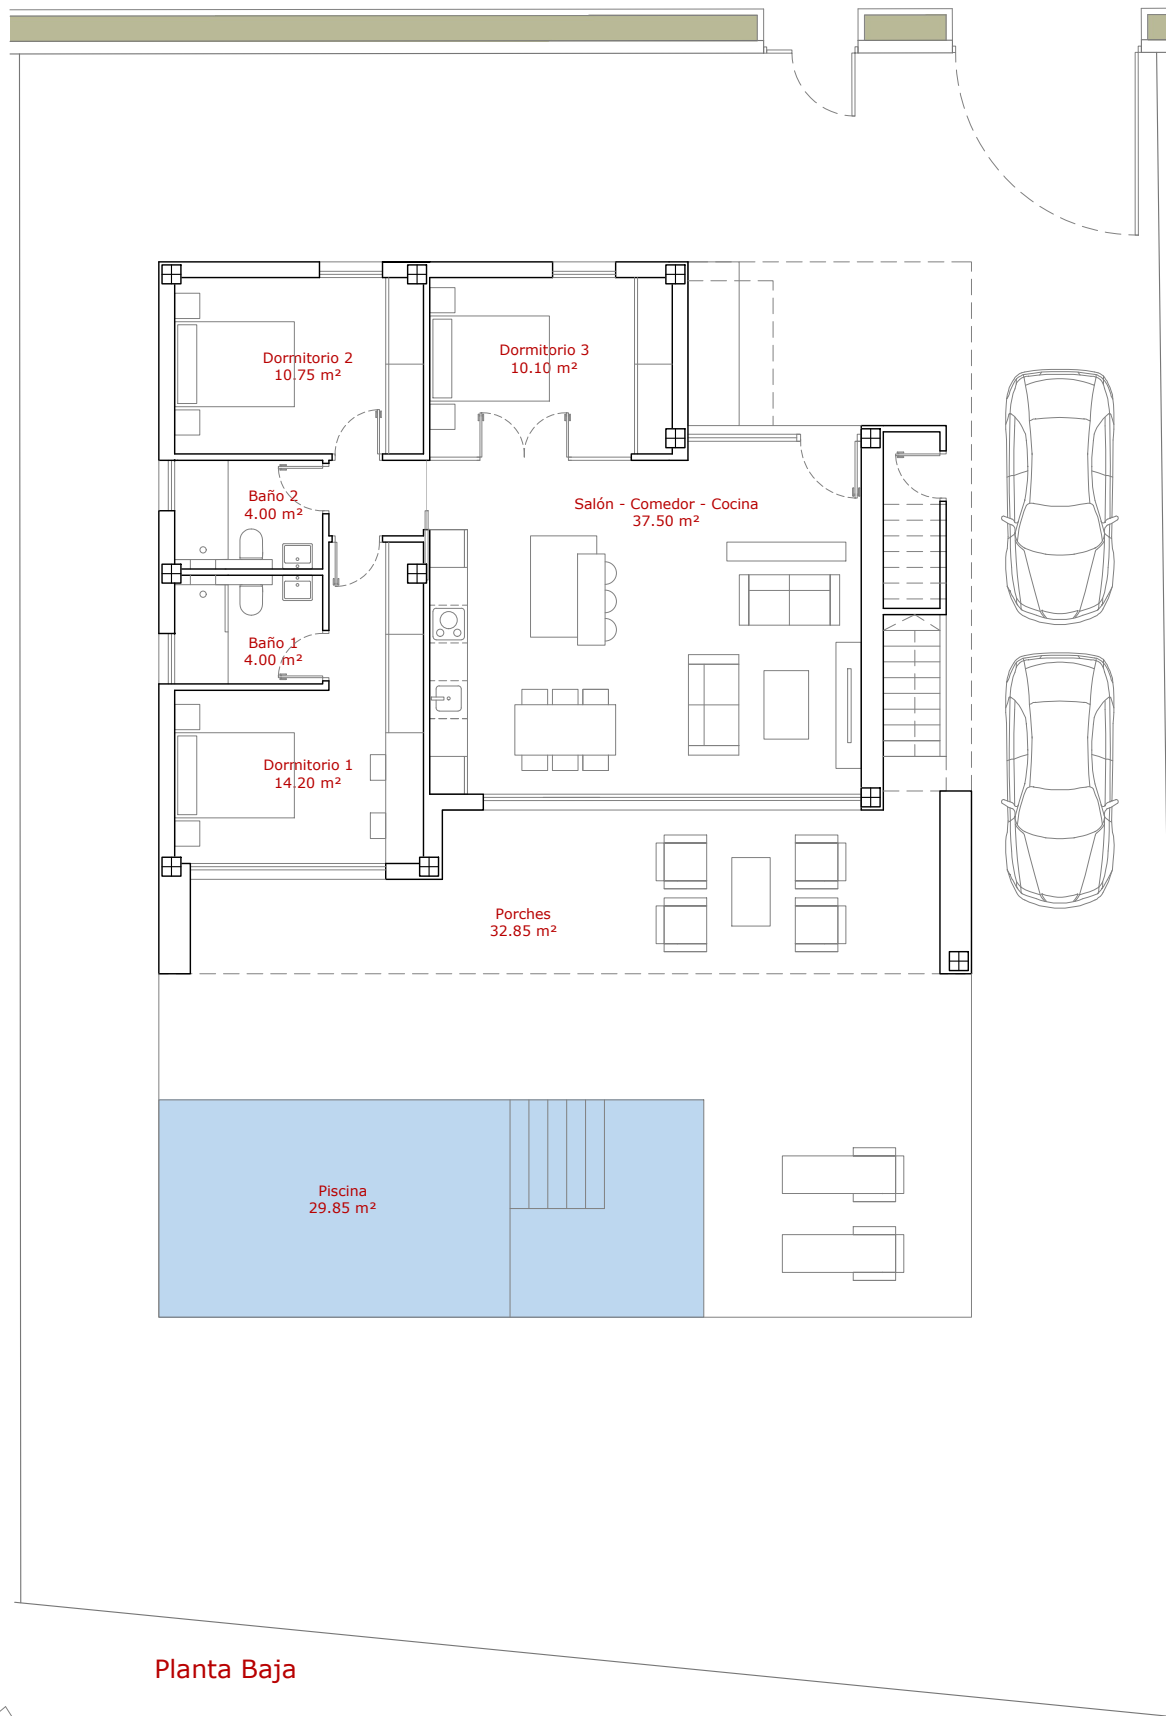 Dormitorio 2
10.75 m²
Dormitorio 3
10.10 m²
Baño 2
4.00 m²
Salón - Comedor - Cocina
37.50 m²
Baño 1
4.00 m²
Dormitorio 1
14.20 m²
Porches
32.85 m²
Piscina
29.85 m²
Planta Baja